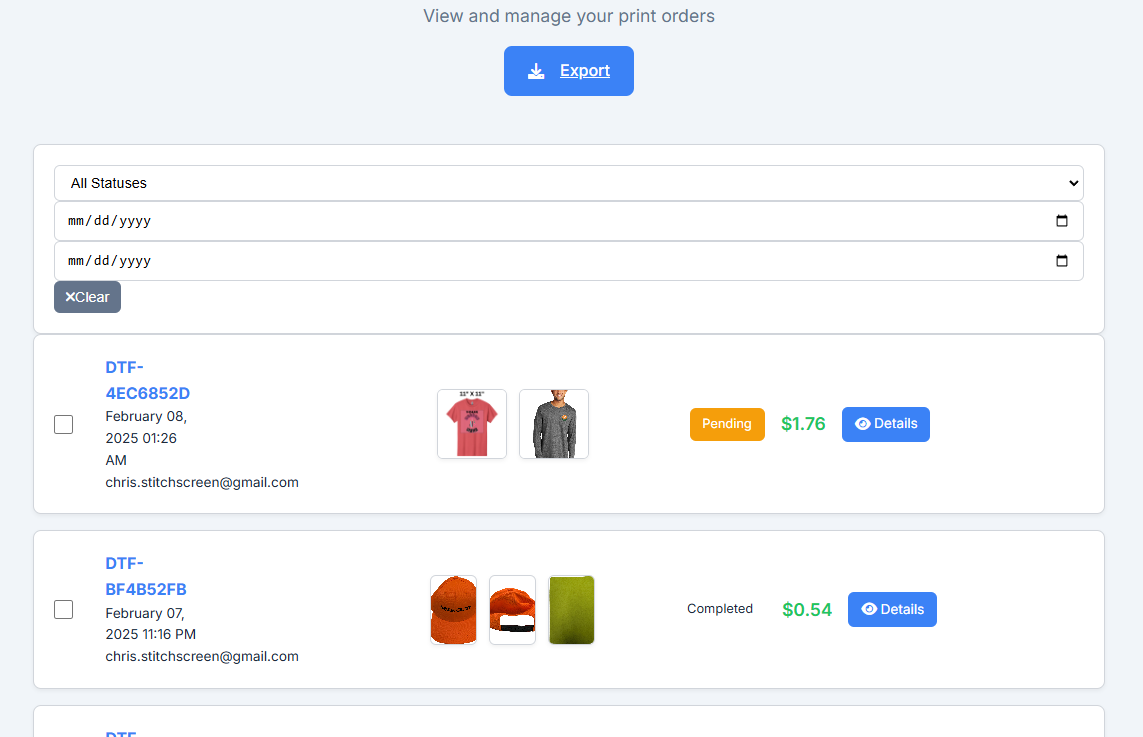 View and manage your print orders
Export
All Statuses
mm/dd/yyyy
mm/dd/yyyy
Clear
DTF-
4EC6852D
February 08,
2025 01:26
AM
chris.stitchscreen@gmail.com
11" X 11"
Pending
$1.76
Details
DTF-
BF4B52FB
February 07,
2025 11:16 PM
chris.stitchscreen@gmail.com
Completed
$0.54
Details
DTF-